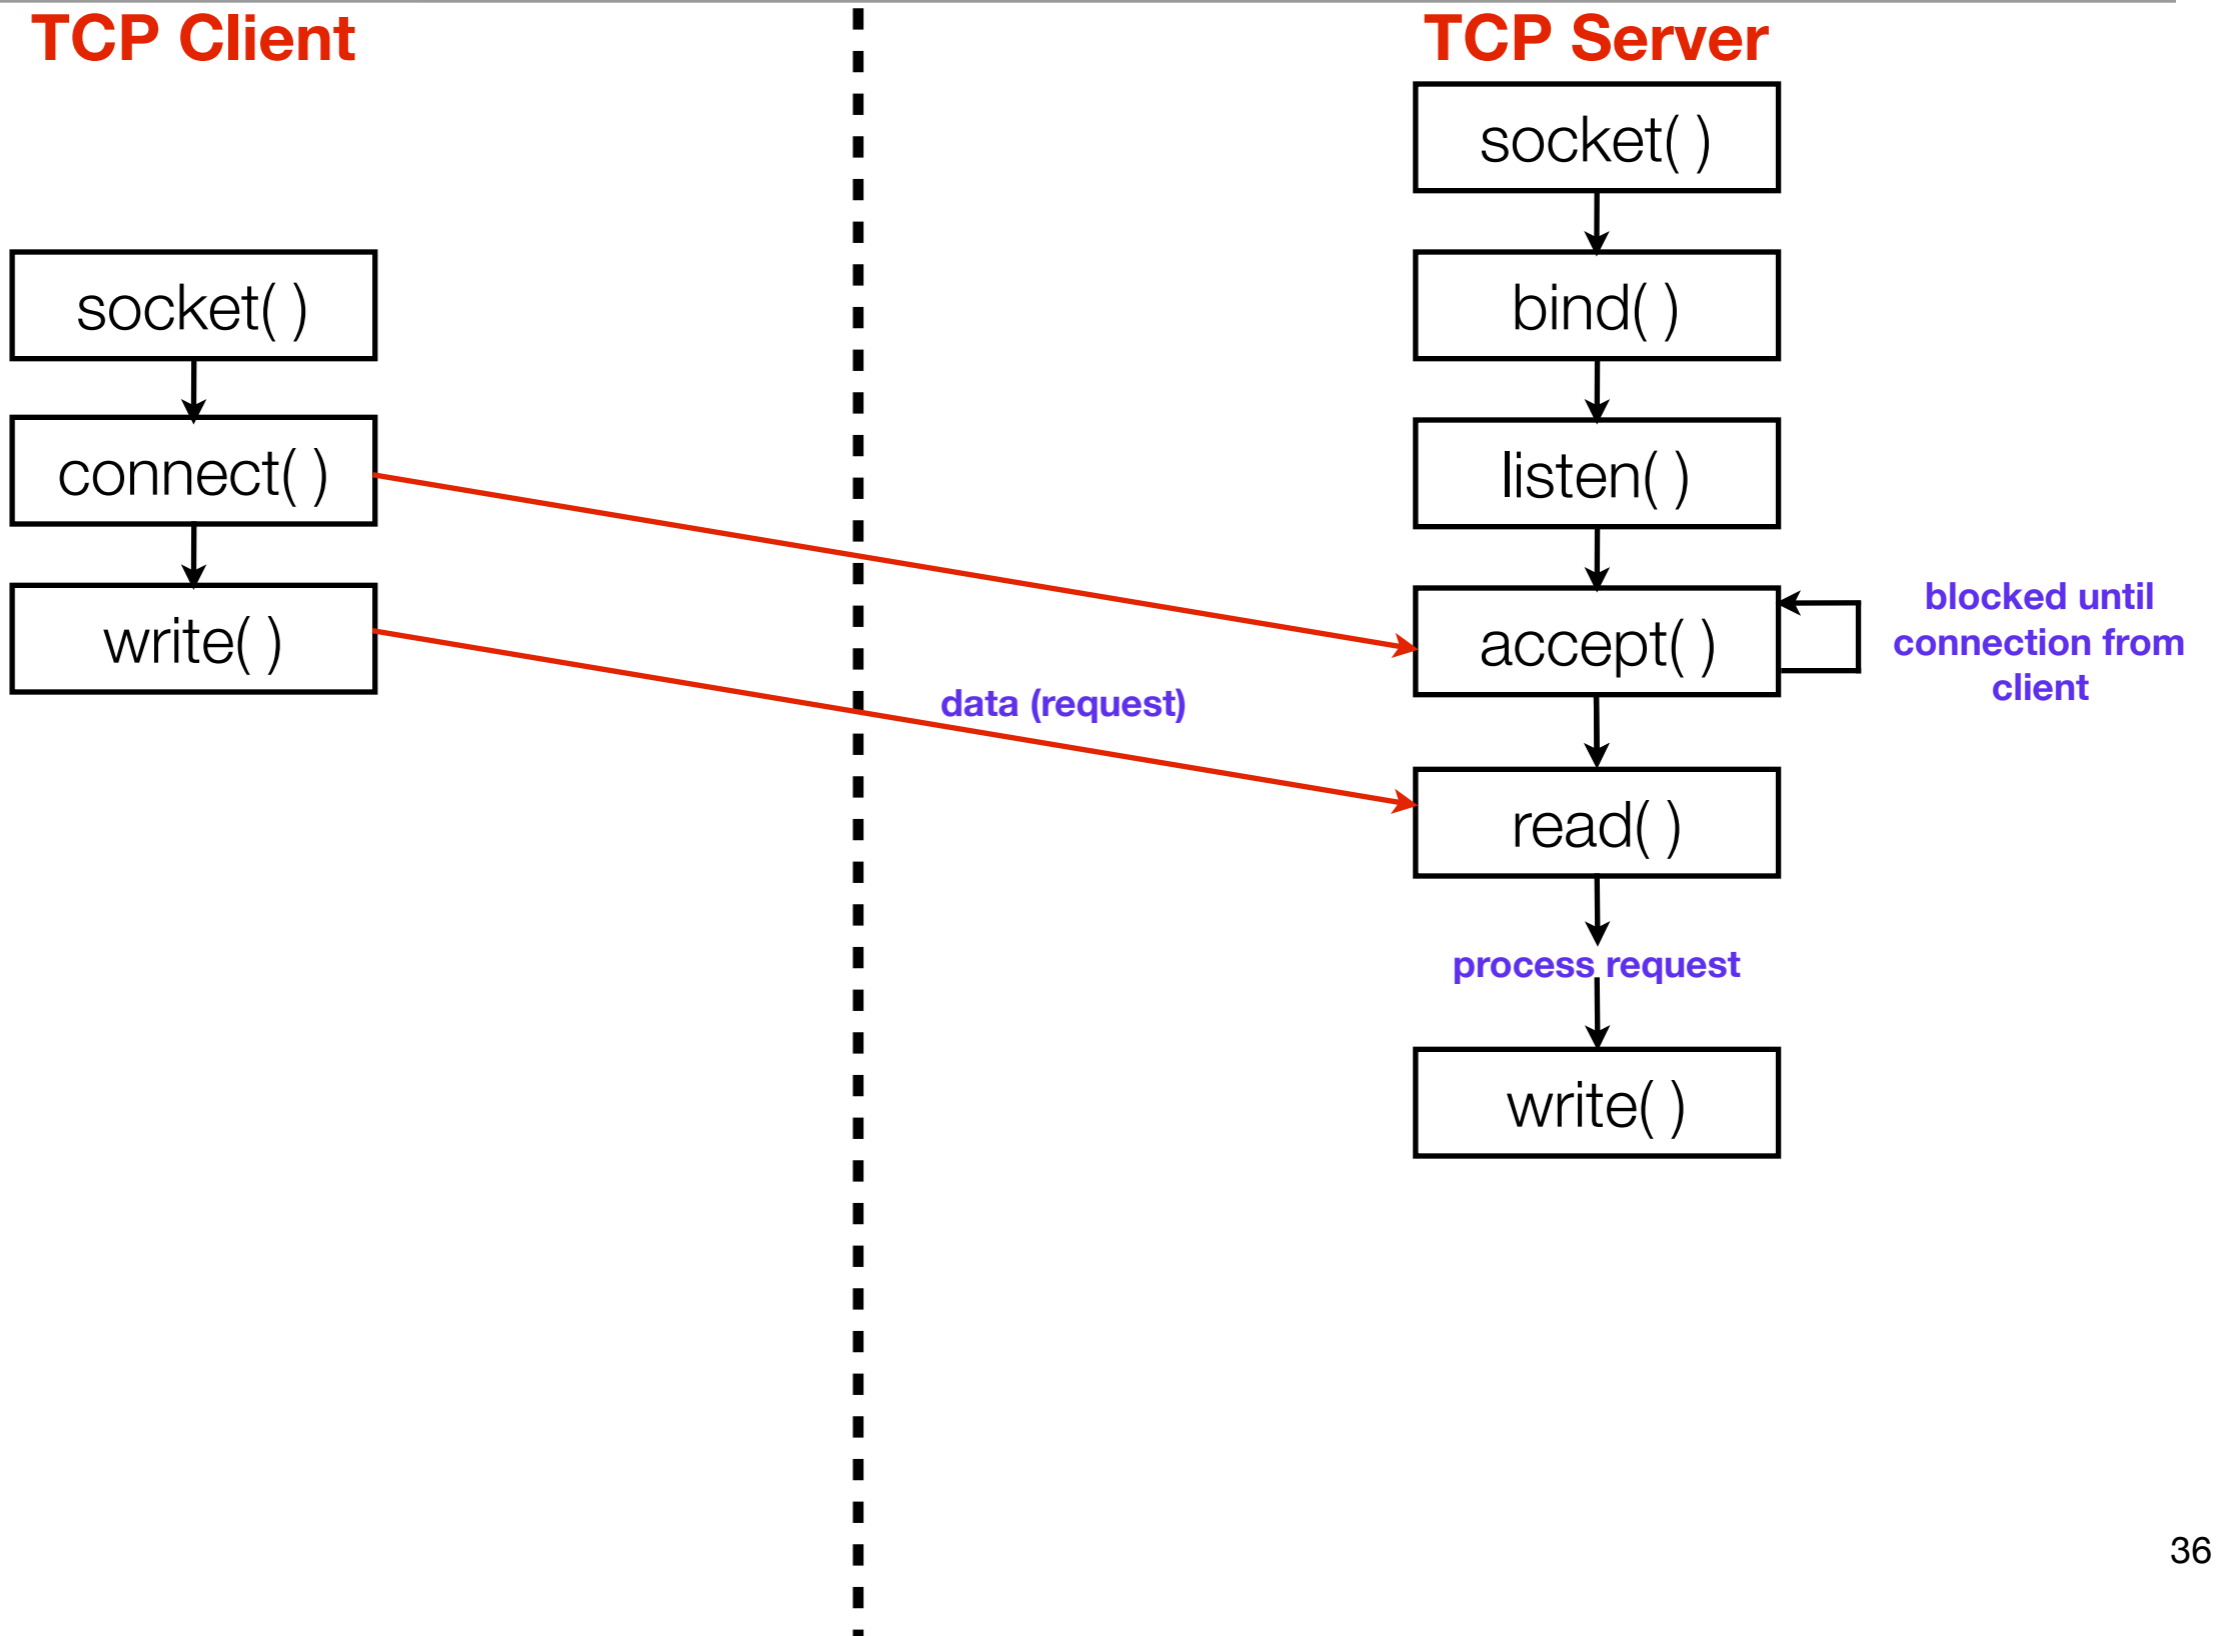 TCP Client
socket( )
connect( )
write( )
data (request)
TCP Server
socket( )
bind( )
listen( )
accept( )
blocked until
connection from
client
read( )
process request
write( )
36